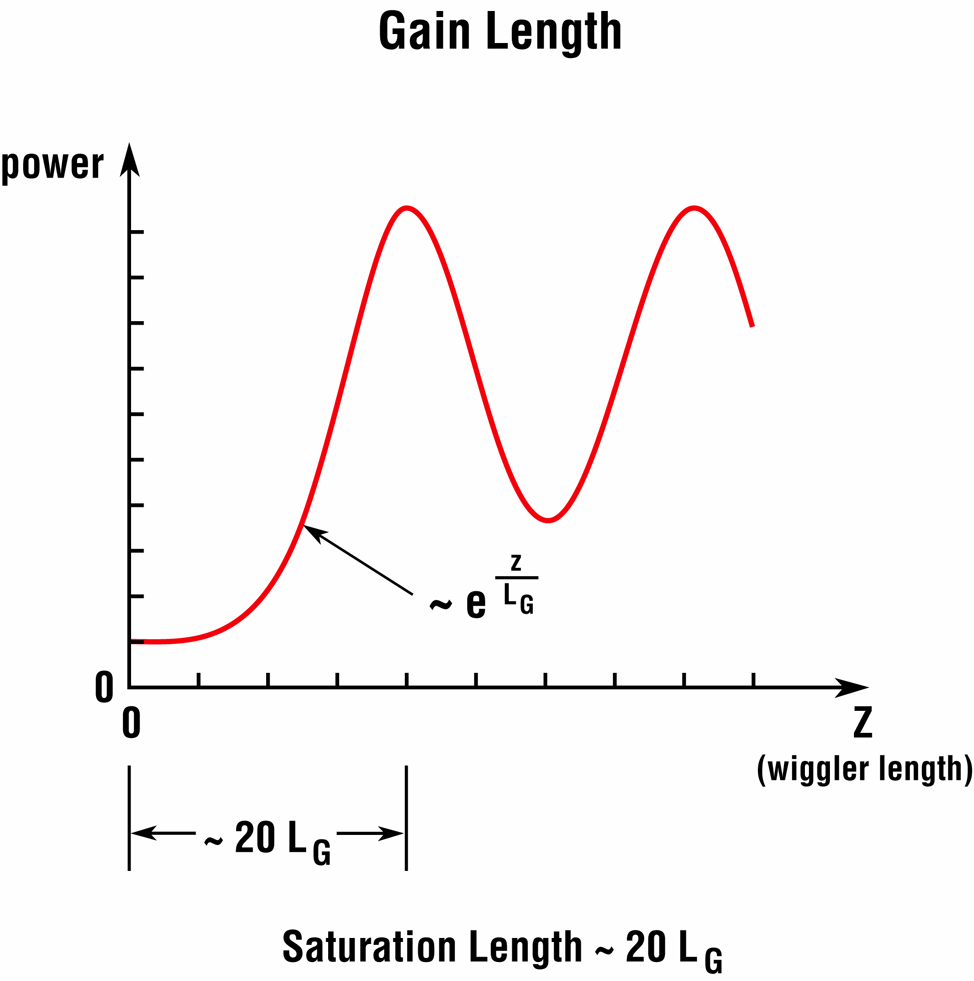 Gain Length
power
~ e z/L_G
0
0
Z
(wiggler length)
~ 20 L_G
Saturation Length ~ 20 L_G